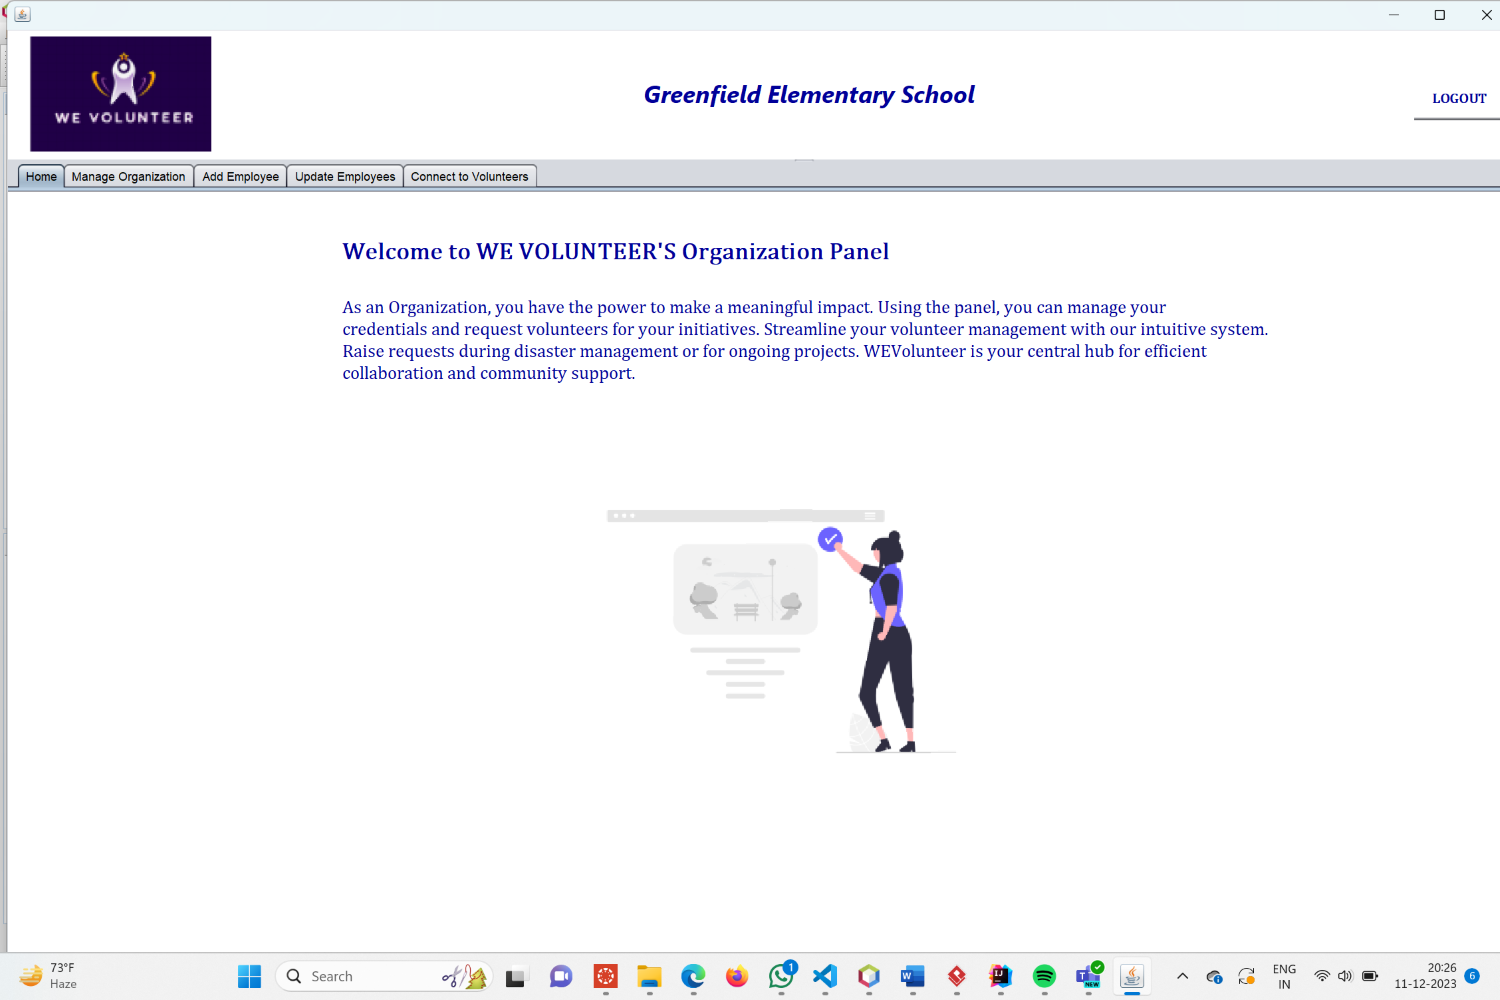 WE VOLUNTEER
Greenfield Elementary School
LOGOUT
Home
Manage Organization
Add Employee
Update Employees
Connect to Volunteers
Welcome to WE VOLUNTEER'S Organization Panel
As an Organization, you have the power to make a meaningful impact. Using the panel, you can manage your
credentials and request volunteers for your initiatives. Streamline your volunteer management with our intuitive system.
Raise requests during disaster management or for ongoing projects. WEVolunteer is your central hub for efficient
collaboration and community support.
73°F
Haze
Search
1
W
IJ
T
NEW
ENG
IN
20:26
11-12-2023
6